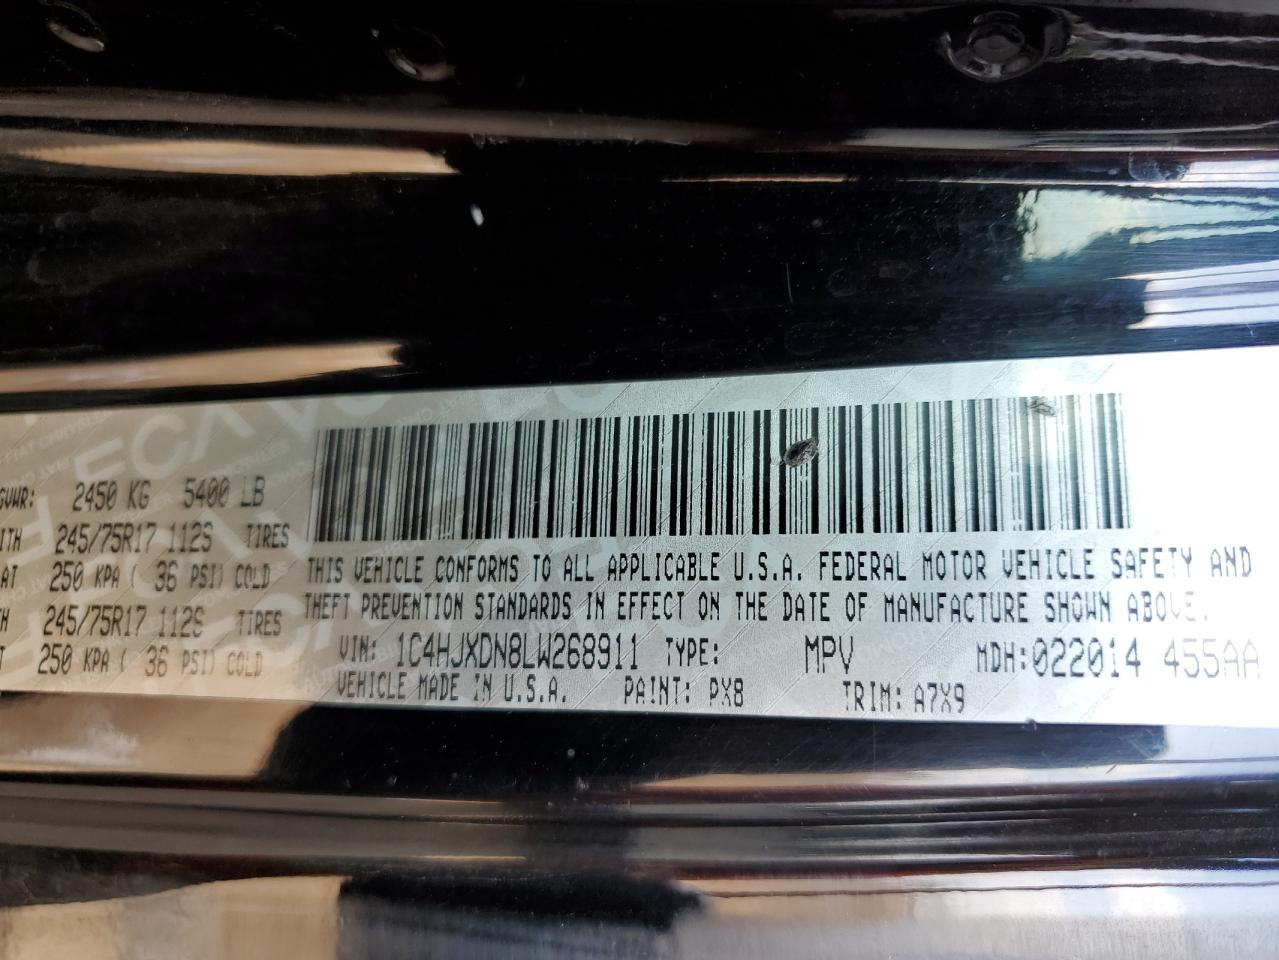 GVWR: 2450 KG 5400 LB
ITH 245/75R17 112S TIRES
AT 250 KPA ( 36 PSI) COLD
H 245/75R17 112S TIRES
T 250 KPA ( 36 PSI) COLD
THIS VEHICLE CONFORMS TO ALL APPLICABLE U.S.A. FEDERAL MOTOR VEHICLE SAFETY AND
THEFT PREVENTION STANDARDS IN EFFECT ON THE DATE OF MANUFACTURE SHOWN ABOVE.
VIN: 1C4HJXDN8LW268911 TYPE: MPV MDH:022014 455AA
VEHICLE MADE IN U.S.A. PAINT: PX8 TRIM: A7X9